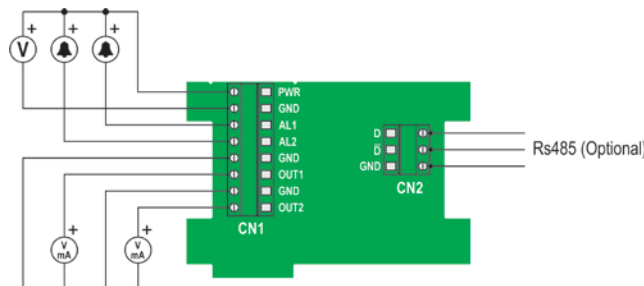 + + +
V
PWR
GND
AL1
AL2
GND
OUT1
GND
OUT2
CN1
D
D̅
GND
CN2
Rs485 (Optional)
+ +
V
mA
V
mA